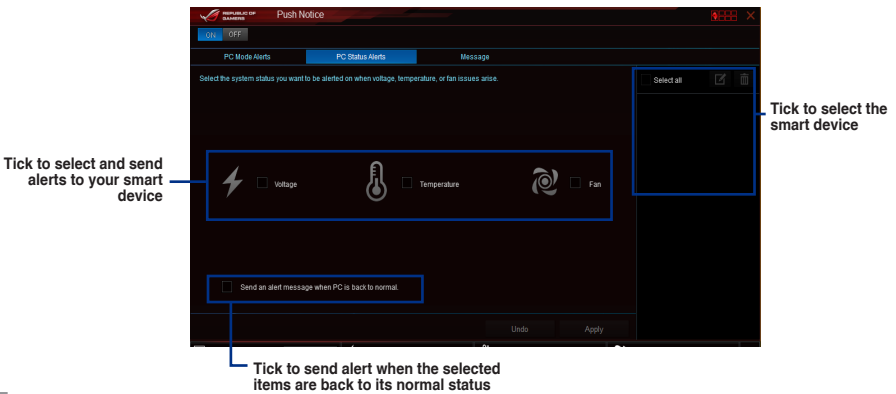 REPUBLIC OF
GAMERS
Push Notice
ON OFF
PC Mode Alerts PC Status Alerts Message
Select the system status you want to be alerted on when voltage, temperature, or fan issues arise.
Select all
Tick to select the
smart device
Tick to select and send
alerts to your smart
device
Voltage Temperature Fan
Send an alert message when PC is back to normal.
Undo Apply
Tick to send alert when the selected
items are back to its normal status